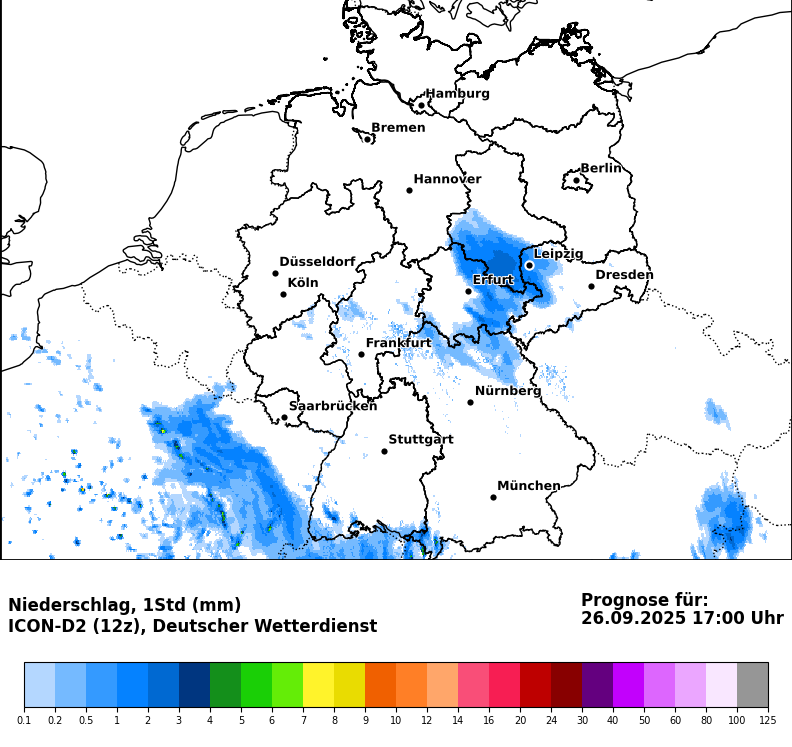 Hamburg
Bremen
Berlin
Hannover
Leipzig
Düsseldorf
Dresden
Erfurt
Köln
Frankfurt
Nürnberg
Saarbrücken
Stuttgart
München
Niederschlag, 1Std (mm)
ICON-D2 (12z), Deutscher Wetterdienst
Prognose für:
26.09.2025 17:00 Uhr
0.1 0.2 0.5 1 2 3 4 5 6 7 8 9 10 12 14 16 20 24 30 40 50 60 80 100 125